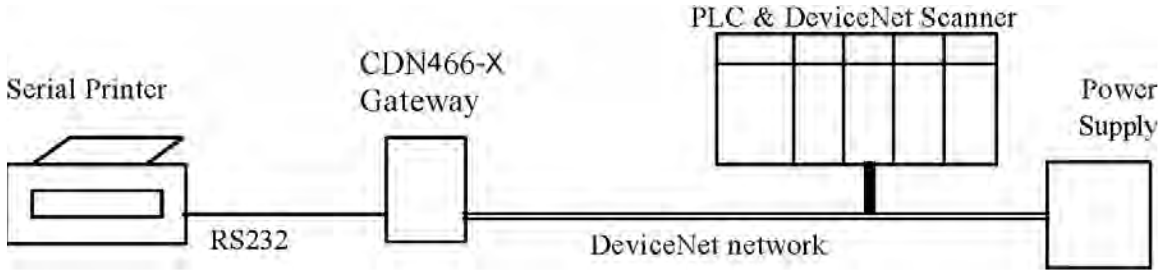 PLC & DeviceNet Scanner
CDN466-X
Gateway
Serial Printer
Power
Supply
RS232
DeviceNet network